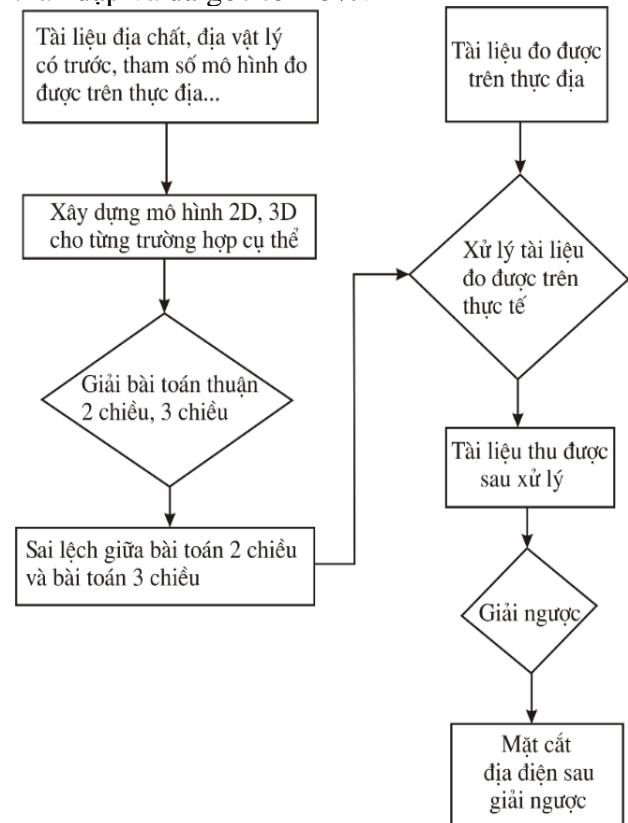 Tài liệu địa chất, địa vật lý
có trước, tham số mô hình đo
được trên thực địa...
Xây dựng mô hình 2D, 3D
cho từng trường hợp cụ thể
Giải bài toán thuận
2 chiều, 3 chiều
Sai lệch giữa bài toán 2 chiều
và bài toán 3 chiều
Tài liệu đo được
trên thực địa
Xử lý tài liệu
đo được trên
thực tế
Tài liệu thu được
sau xử lý
Giải ngược
Mặt cắt
địa điện sau
giải ngược